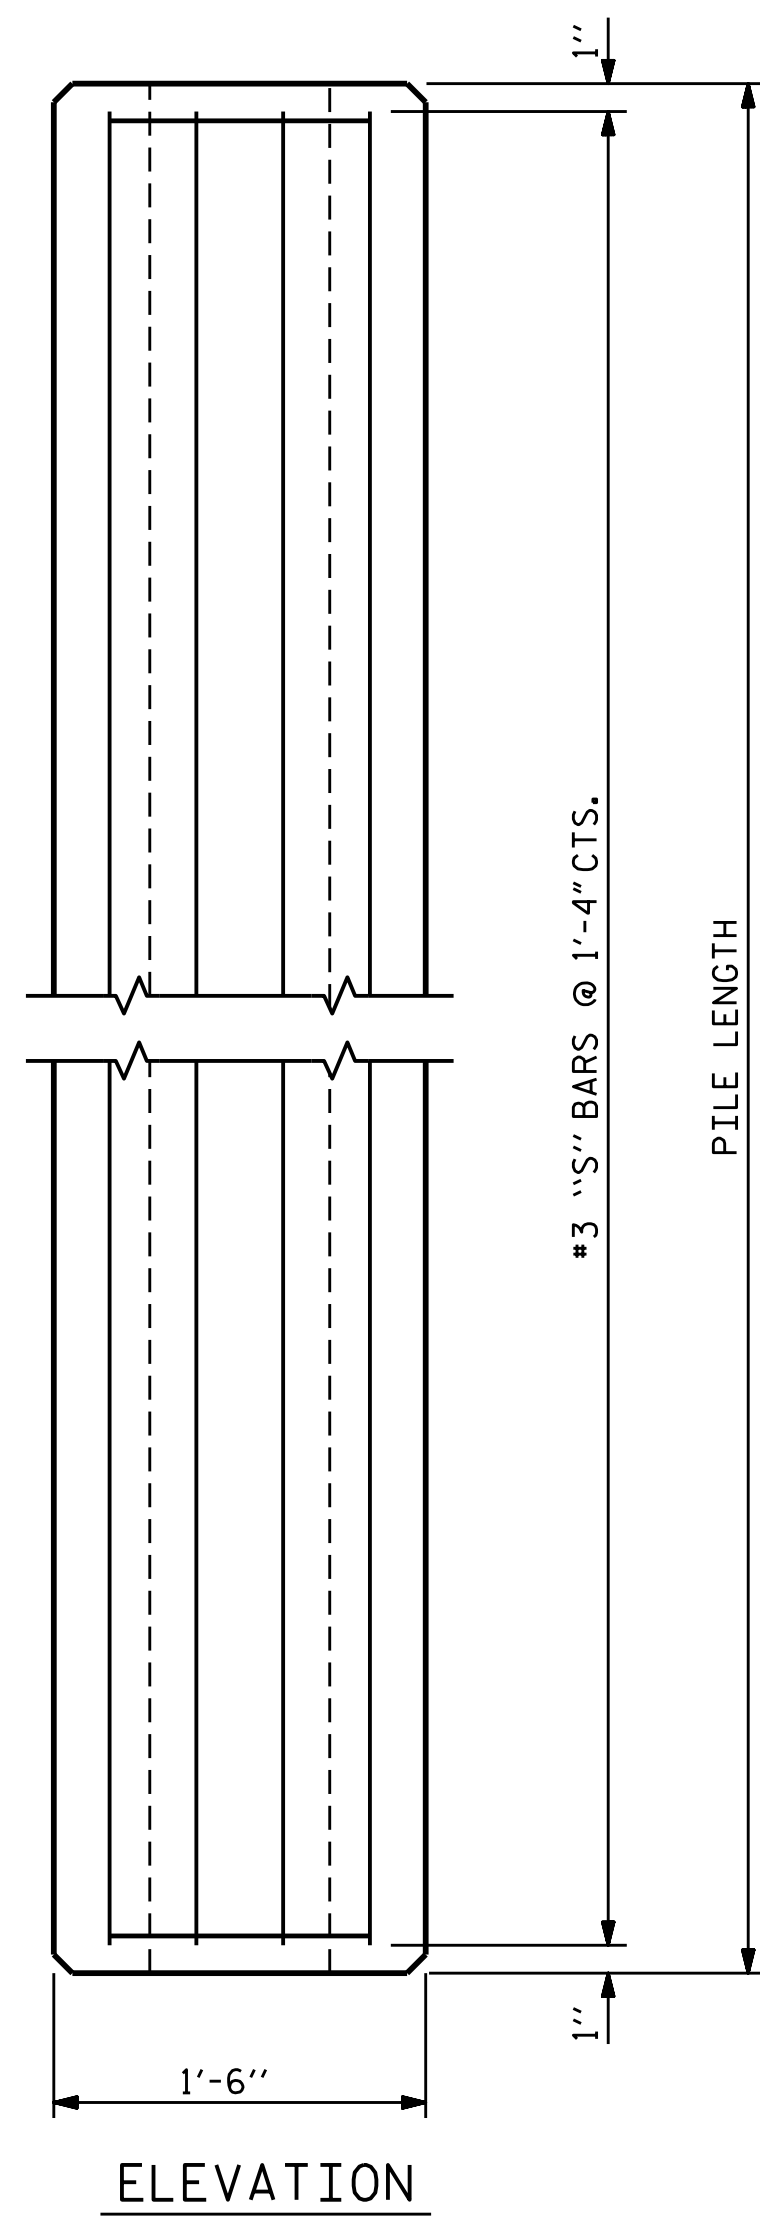 1''
#3 ``S'' BARS @ 1'-4" CTS.
PILE LENGTH
1''
1'-6''
ELEVATION